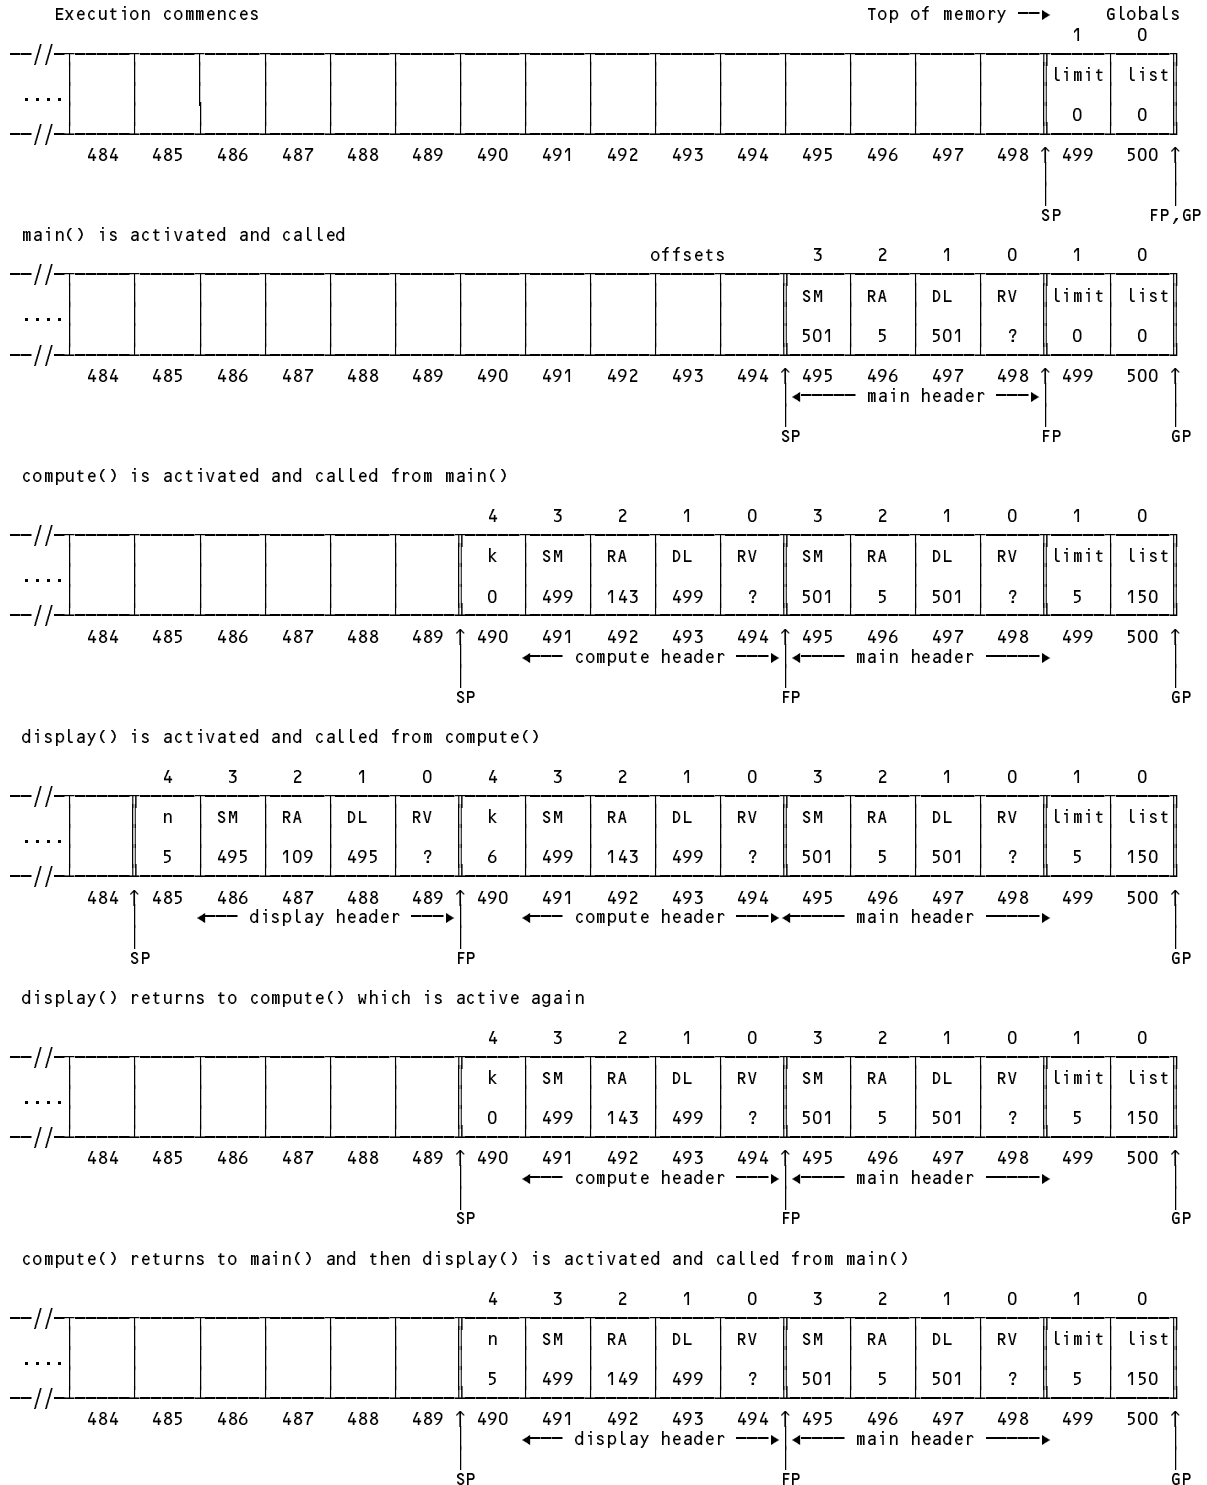 Execution commences Top of memory → Globals
1 0
limit list
....
0 0
484 485 486 487 488 489 490 491 492 493 494 495 496 497 498 ↑ 499 500 ↑
SP FP,GP
main() is activated and called
offsets 3 2 1 0 1 0
SM RA DL RV limit list
....
501 5 501 ? 0 0
484 485 486 487 488 489 490 491 492 493 494 ↑ 495 496 497 498 ↑ 499 500 ↑
main header
SP FP GP
compute() is activated and called from main()
4 3 2 1 0 3 2 1 0 1 0
k SM RA DL RV SM RA DL RV limit list
....
0 499 143 499 ? 501 5 501 ? 5 150
484 485 486 487 488 489 ↑ 490 491 492 493 494 ↑ 495 496 497 498 499 500 ↑
compute header main header
SP FP GP
display() is activated and called from compute()
4 3 2 1 0 4 3 2 1 0 3 2 1 0 1 0
n SM RA DL RV k SM RA DL RV SM RA DL RV limit list
....
5 495 109 495 ? 6 499 143 499 ? 501 5 501 ? 5 150
484 ↑ 485 486 487 488 489 ↑ 490 491 492 493 494 495 496 497 498 499 500 ↑
display header compute header main header
SP FP GP
display() returns to compute() which is active again
4 3 2 1 0 3 2 1 0 1 0
k SM RA DL RV SM RA DL RV limit list
....
0 499 143 499 ? 501 5 501 ? 5 150
484 485 486 487 488 489 ↑ 490 491 492 493 494 ↑ 495 496 497 498 499 500 ↑
compute header main header
SP FP GP
compute() returns to main() and then display() is activated and called from main()
4 3 2 1 0 3 2 1 0 1 0
n SM RA DL RV SM RA DL RV limit list
....
5 499 149 499 ? 501 5 501 ? 5 150
484 485 486 487 488 489 ↑ 490 491 492 493 494 ↑ 495 496 497 498 499 500 ↑
display header main header
SP FP GP